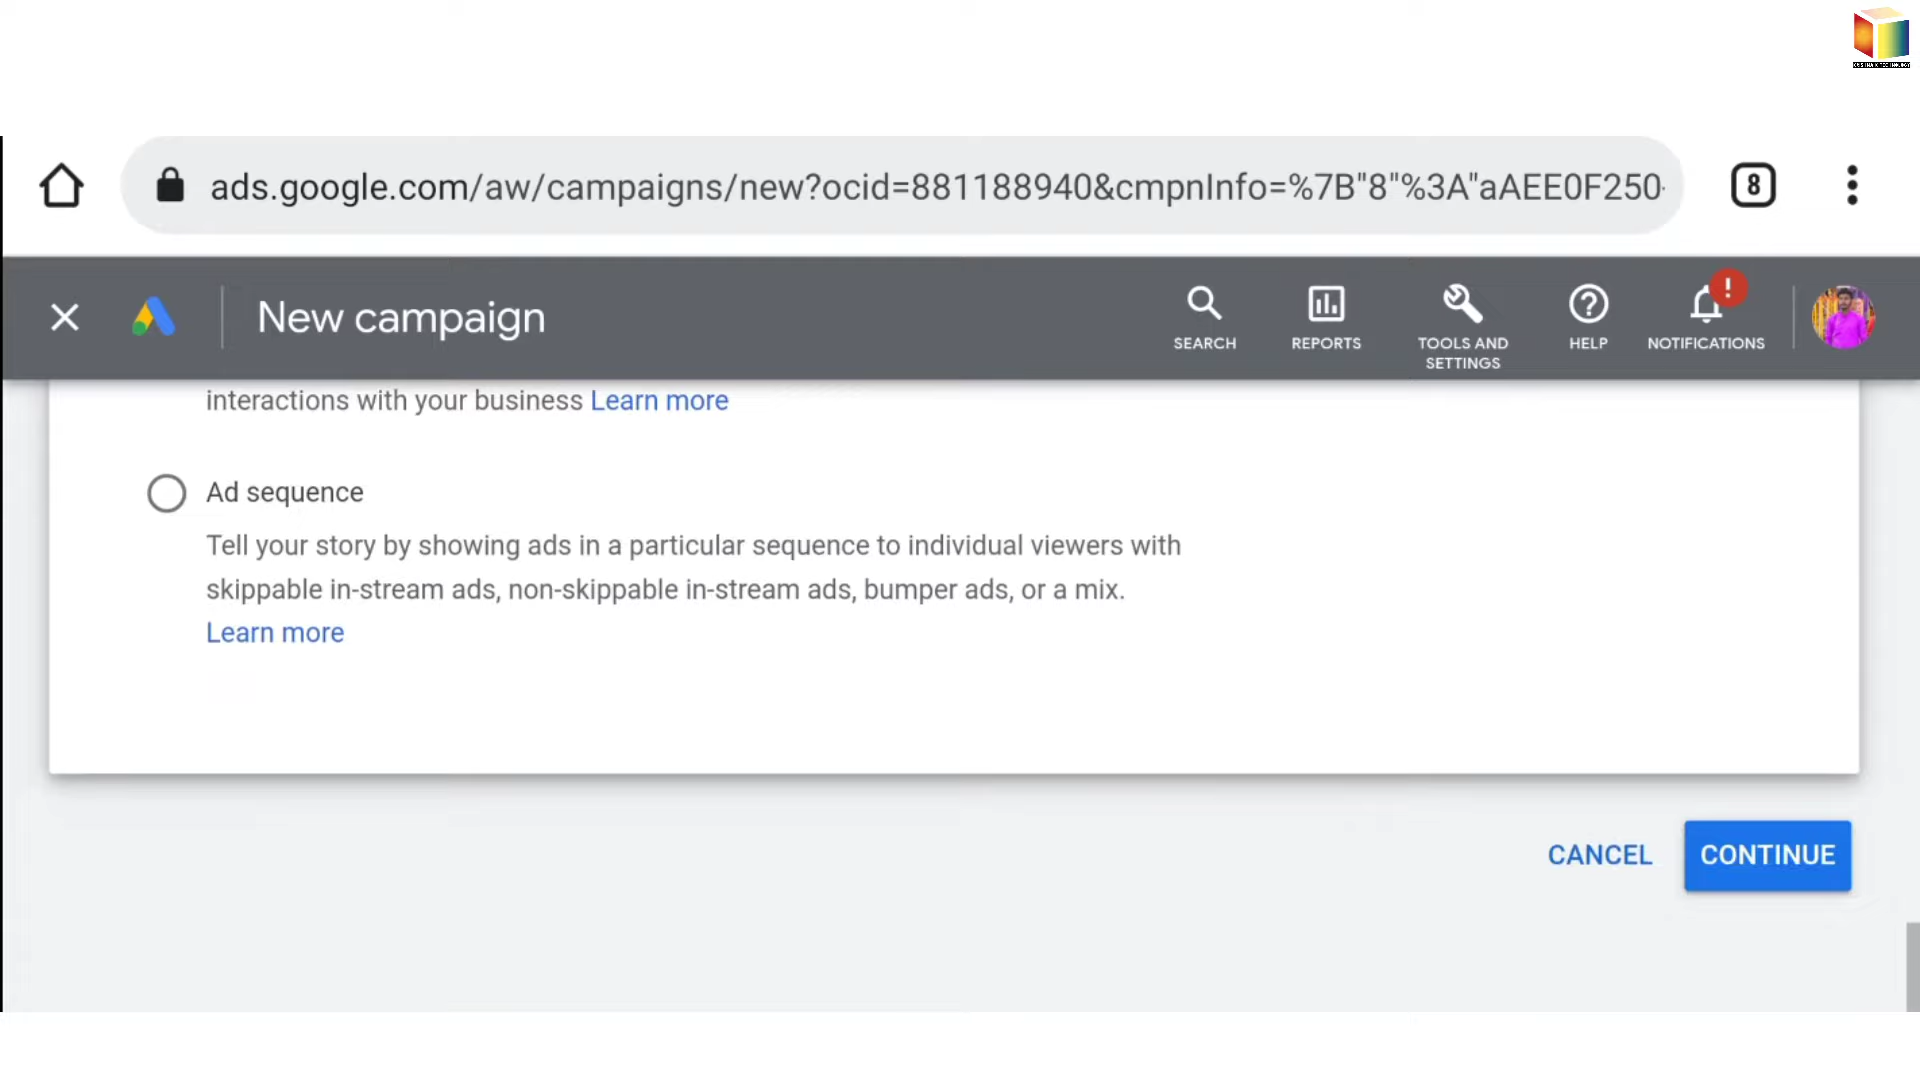 ads.google.com/aw/campaigns/new?ocid=881188940&cmpnInfo=%7B"8"%3A"aAEE0F250
8
New campaign
SEARCH
REPORTS
TOOLS AND
SETTINGS
HELP
!
NOTIFICATIONS
interactions with your business Learn more
Ad sequence
Tell your story by showing ads in a particular sequence to individual viewers with
skippable in-stream ads, non-skippable in-stream ads, bumper ads, or a mix.
Learn more
CANCEL
CONTINUE